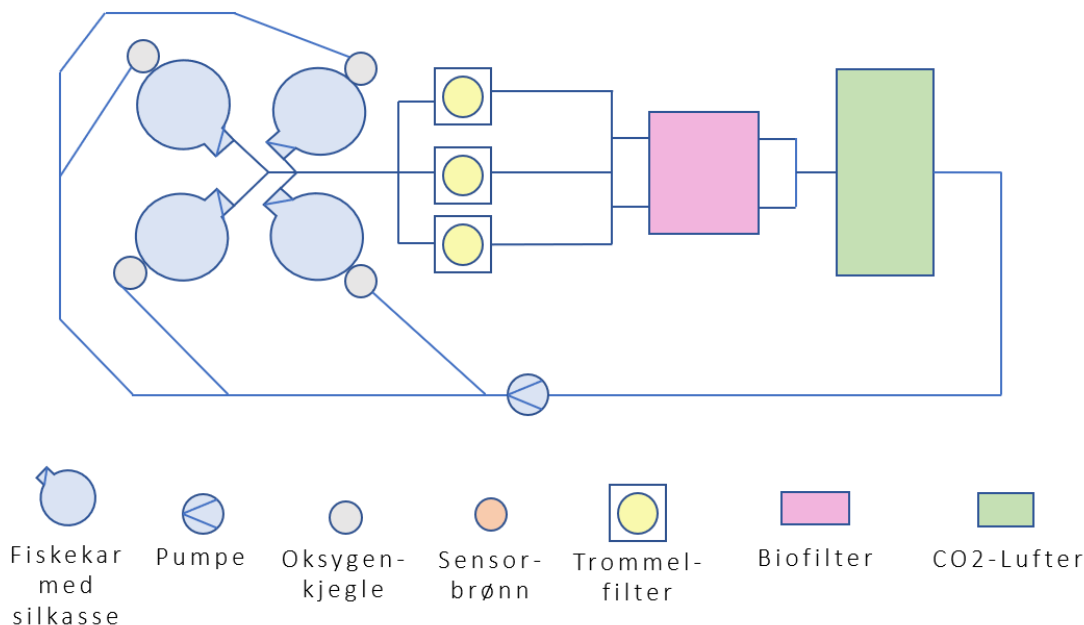 Fiskekar
med
silkasse
Pumpe
Oksygen-
kjegle
Sensor-
brønn
Trommel-
filter
Biofilter
CO2-Lufter